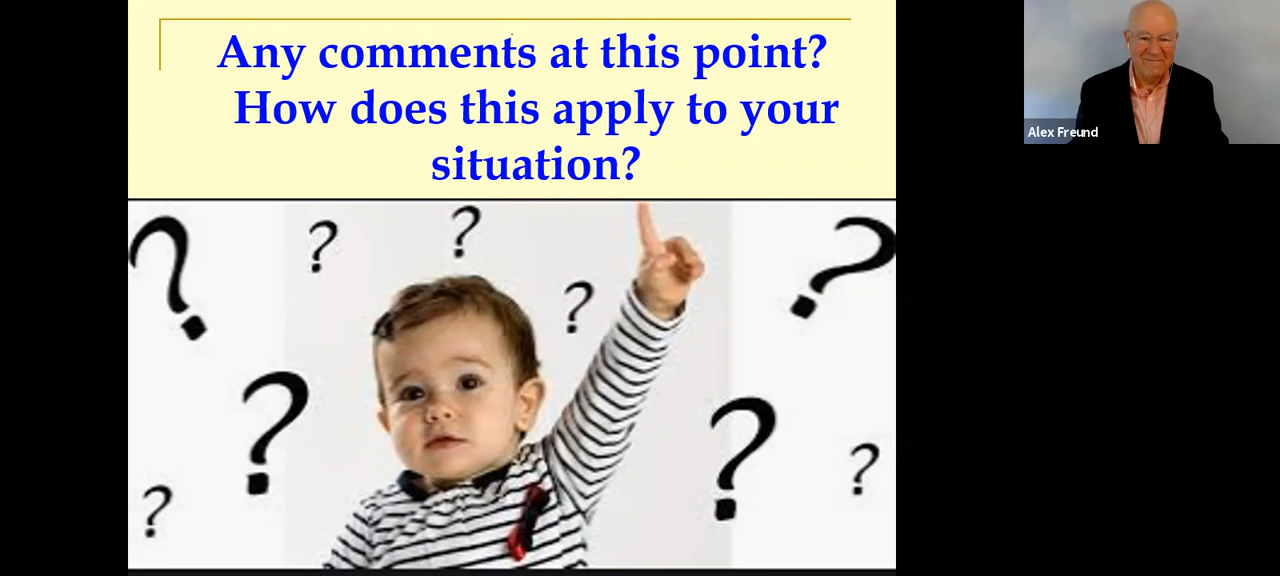 Any comments at this point?
How does this apply to your
situation?
Alex Freund
? ? ? ? ? ? ? ? ?